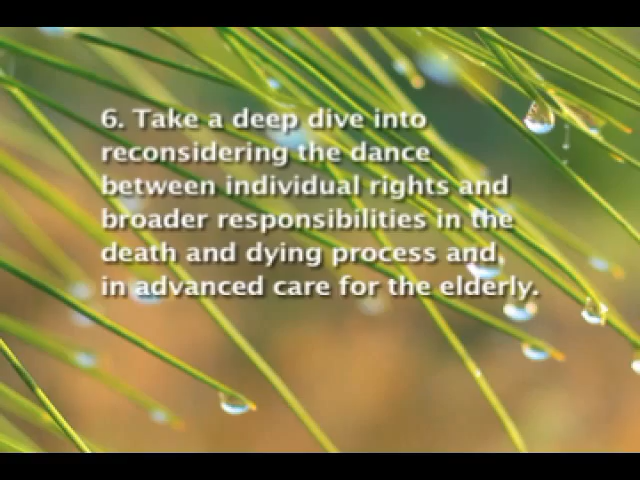 6. Take a deep dive into
reconsidering the dance
between individual rights and
broader responsibilities in the
death and dying process and,
in advanced care for the elderly.